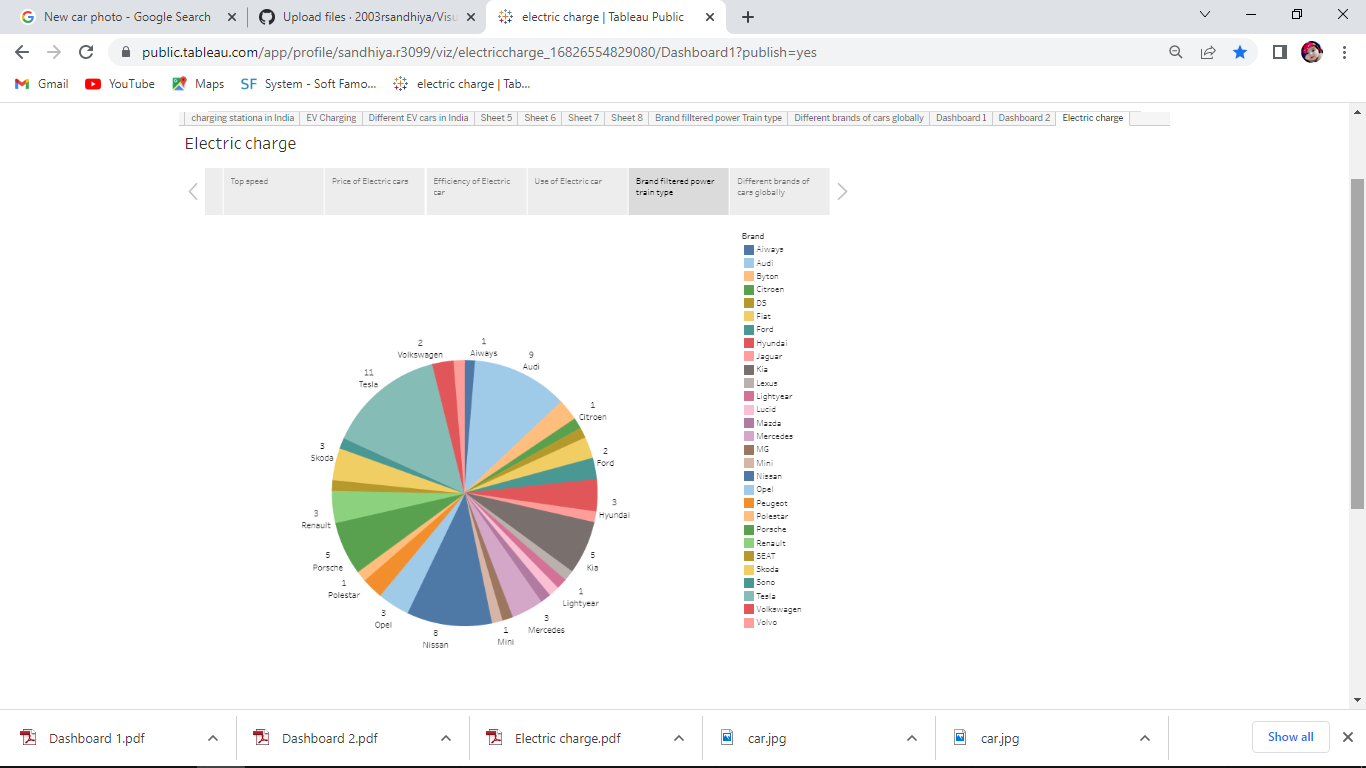 New car photo - Google Search
Upload files · 2003rsandhiya/Visu
electric charge | Tableau Public
public.tableau.com/app/profile/sandhiya.r3099/viz/electriccharge_16826554829080/Dashboard1?publish=yes
Gmail
YouTube
Maps
SF System - Soft Famo...
electric charge | Tab...
charging stationa in India
EV Charging
Different EV cars in India
Sheet 5
Sheet 6
Sheet 7
Sheet 8
Brand filltered power Train type
Different brands of cars globally
Dashboard 1
Dashboard 2
Electric charge
Electric charge
Top speed
Price of Electric cars
Efficiency of Electric
car
Use of Electric car
Brand filtered power
train type
Different brands of
cars globally
2
Volkswagen
1
Aiways
9
Audi
11
Tesla
1
Citroen
3
Skoda
2
Ford
3
Renault
3
Hyundai
5
Porsche
5
Kia
1
Polestar
1
Lightyear
3
Opel
3
Mercedes
8
Nissan
1
Mini
Brand
Aiways
Audi
Byton
Citroen
DS
Fiat
Ford
Hyundai
Jaguar
Kia
Lexus
Lightyear
Lucid
Mazda
Mercedes
MG
Mini
Nissan
Opel
Peugeot
Polestar
Porsche
Renault
SEAT
Skoda
Sono
Tesla
Volkswagen
Volvo
Dashboard 1.pdf
Dashboard 2.pdf
Electric charge.pdf
car.jpg
car.jpg
Show all